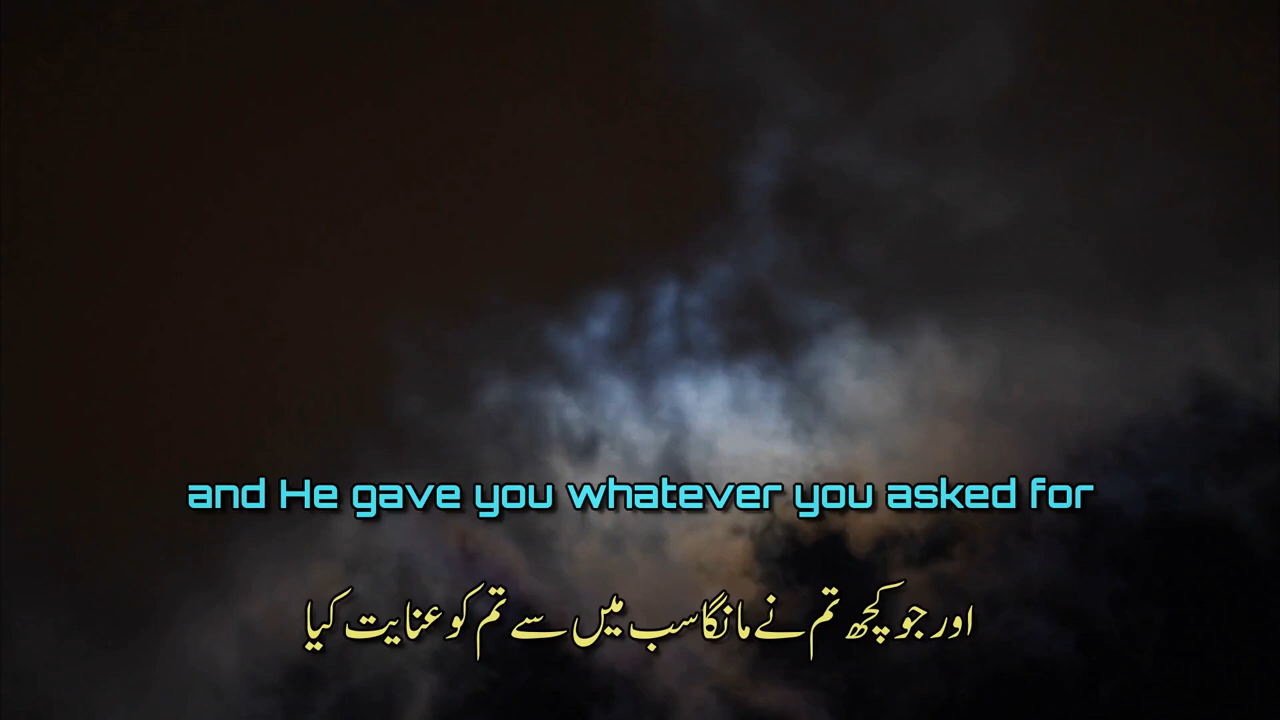 and He gave you whatever you asked for
اور جو کچھ تم نے مانگا سب میں سے تم کو عنایت کیا